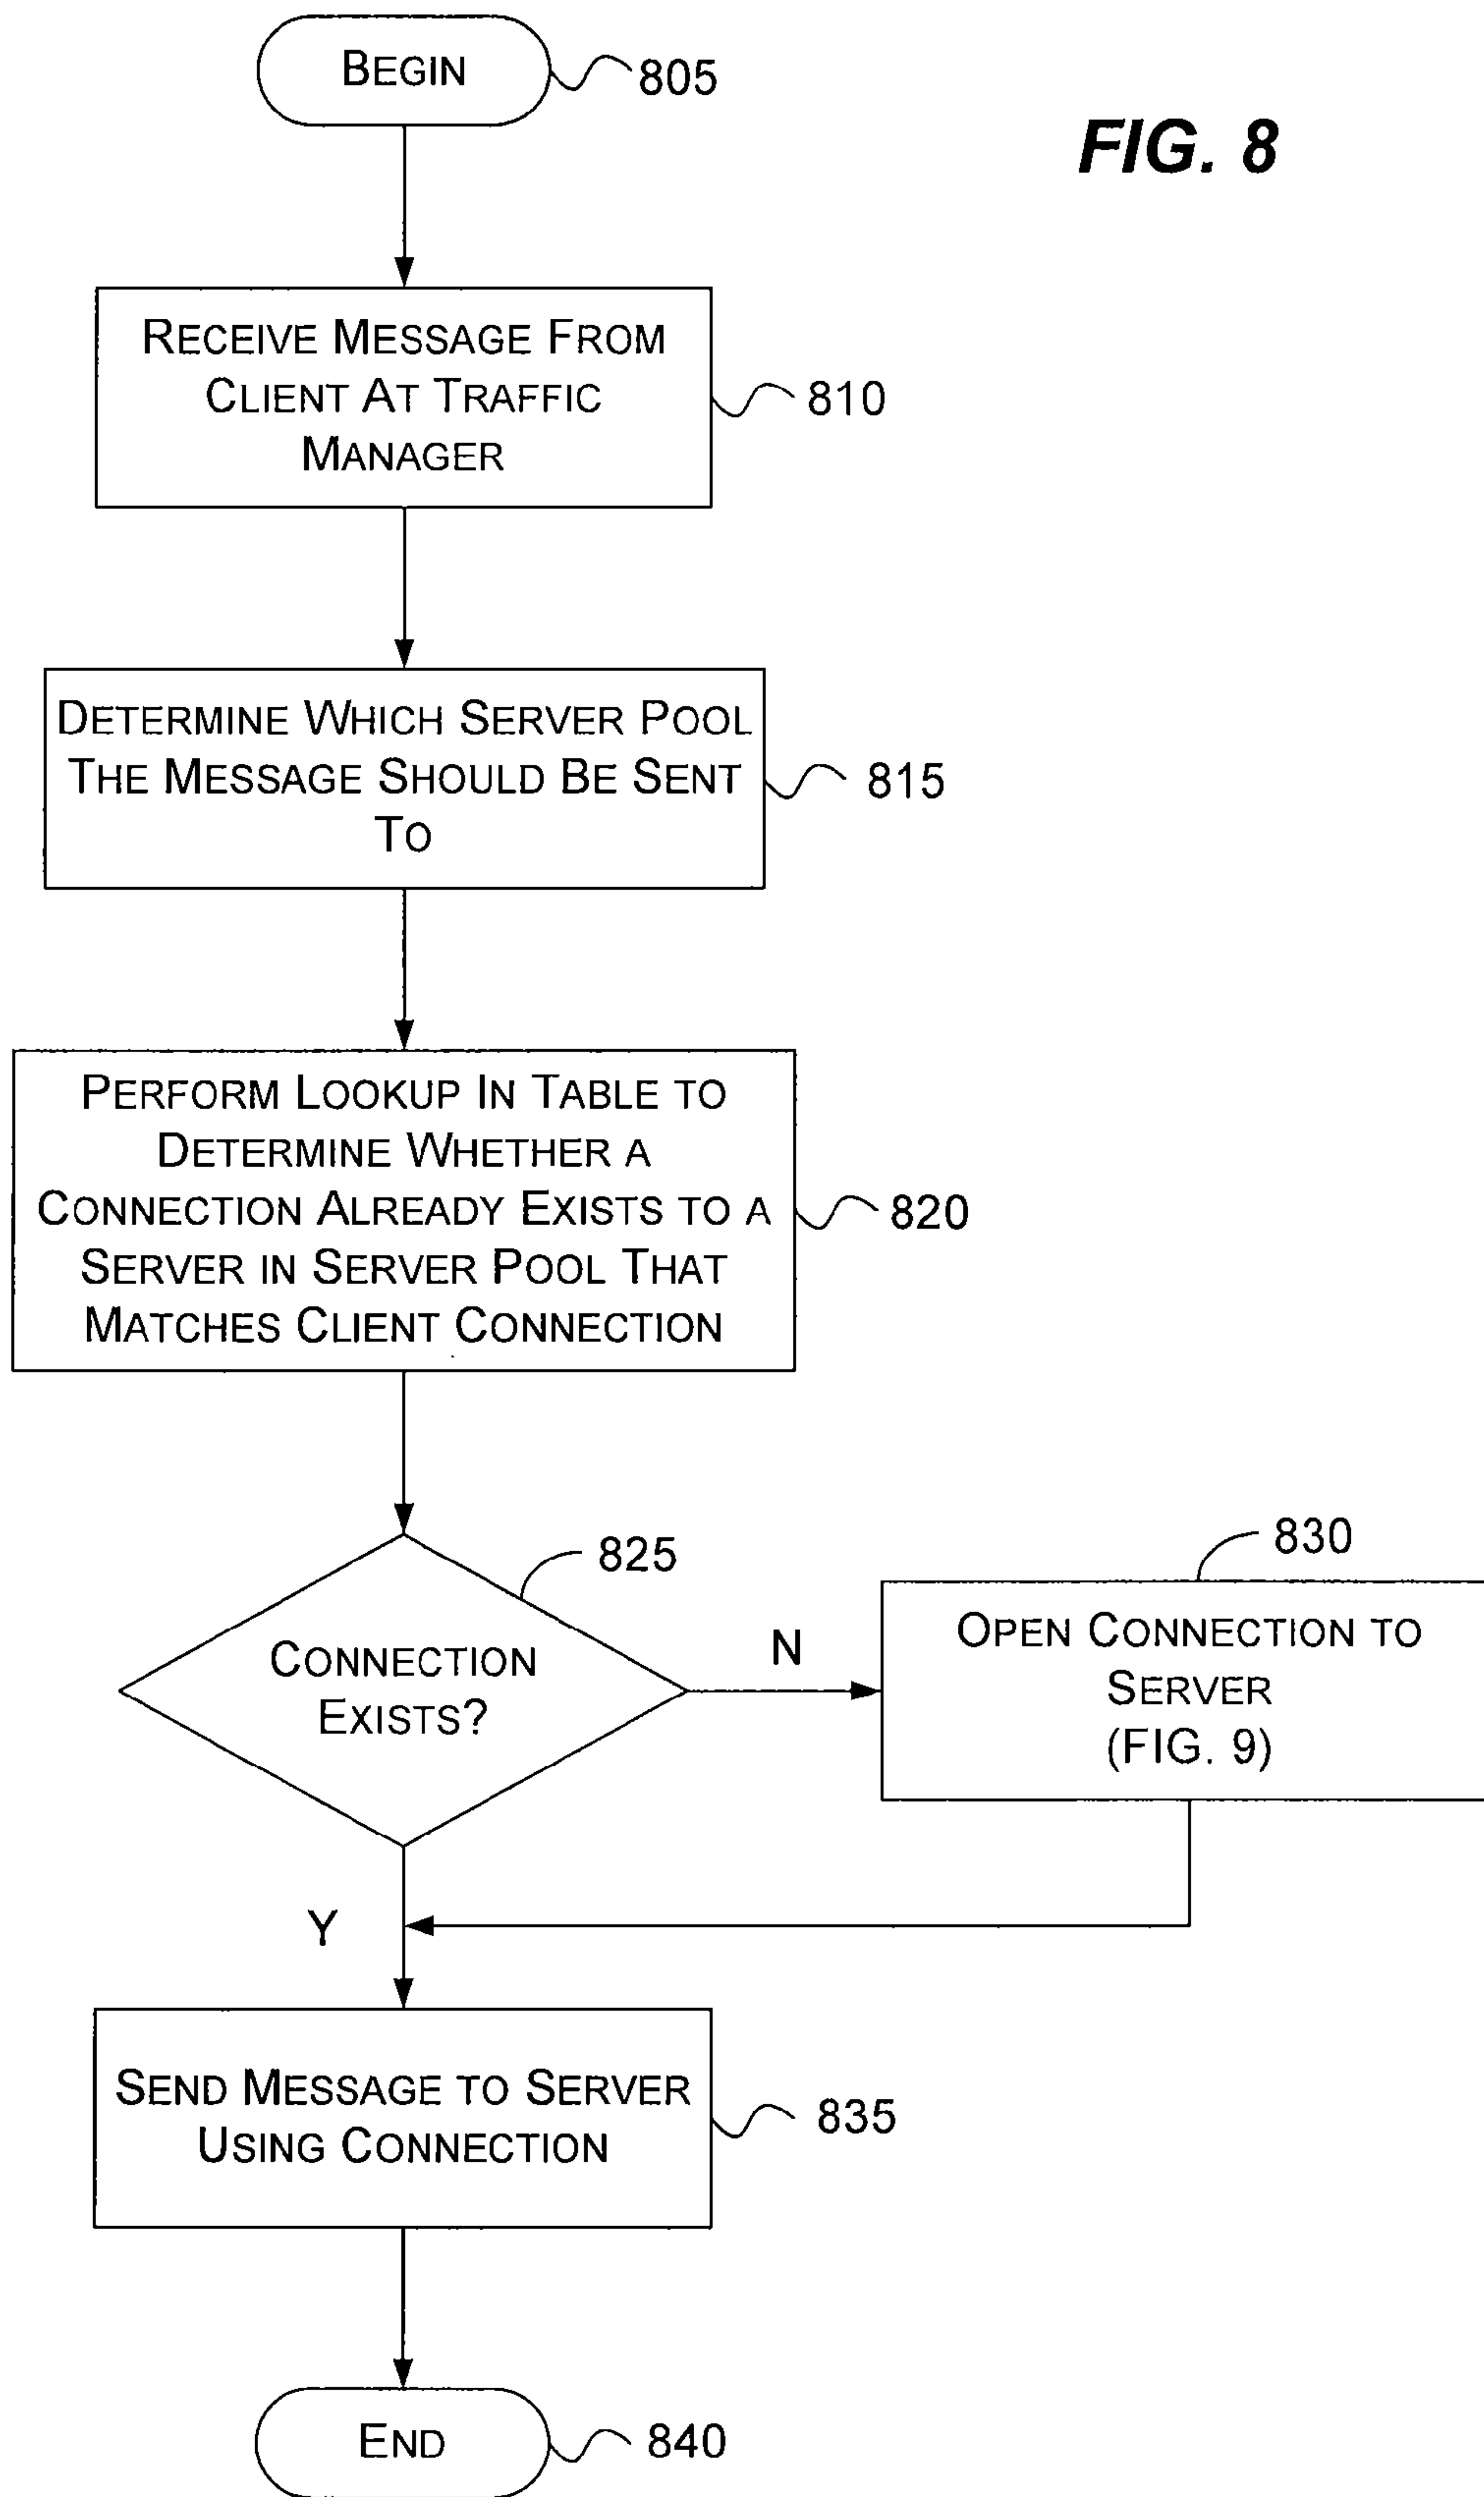 BEGIN
805
FIG. 8
RECEIVE MESSAGE FROM
CLIENT AT TRAFFIC
MANAGER
810
DETERMINE WHICH SERVER POOL
THE MESSAGE SHOULD BE SENT
TO
815
PERFORM LOOKUP IN TABLE TO
DETERMINE WHETHER A
CONNECTION ALREADY EXISTS TO A
SERVER IN SERVER POOL THAT
MATCHES CLIENT CONNECTION
820
825
CONNECTION
EXISTS?
N
830
OPEN CONNECTION TO
SERVER
(FIG. 9)
Y
SEND MESSAGE TO SERVER
USING CONNECTION
835
END
840